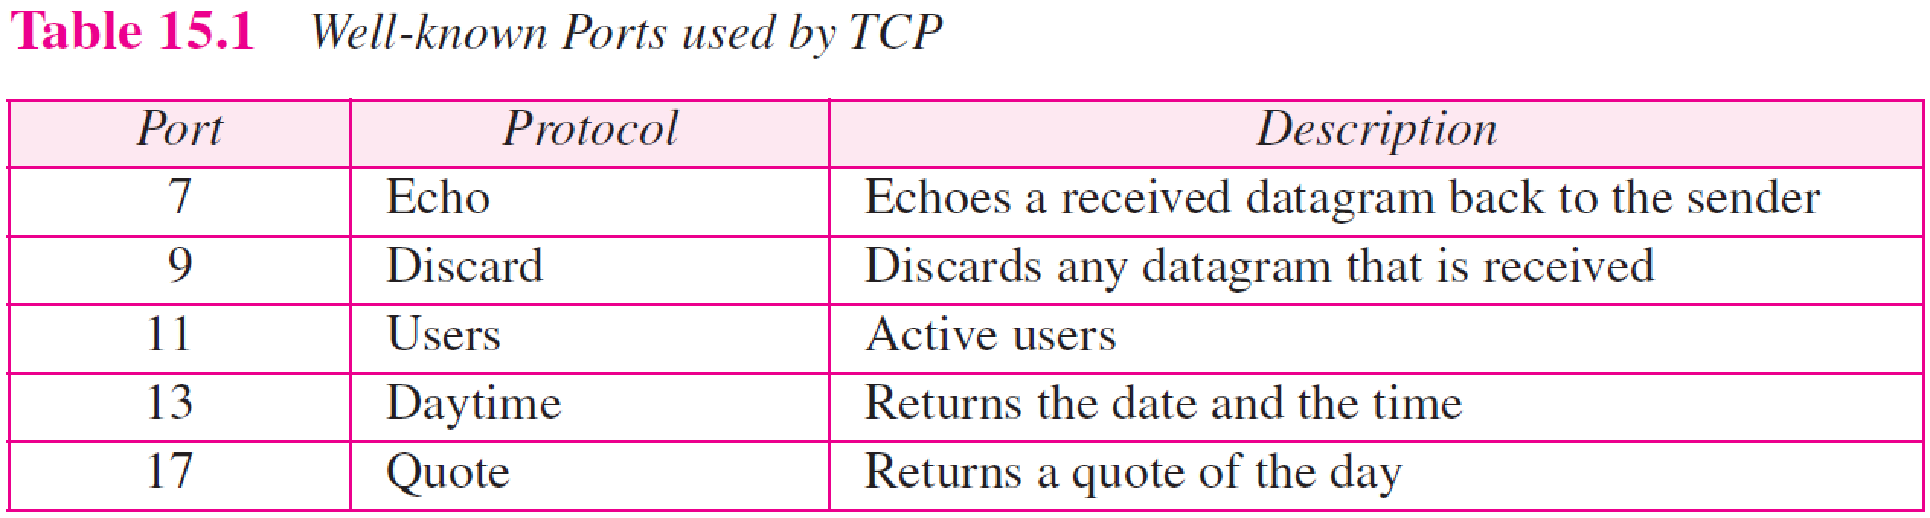 Table 15.1 Well-known Ports used by TCP
Port Protocol Description
7 Echo Echoes a received datagram back to the sender
9 Discard Discards any datagram that is received
11 Users Active users
13 Daytime Returns the date and the time
17 Quote Returns a quote of the day